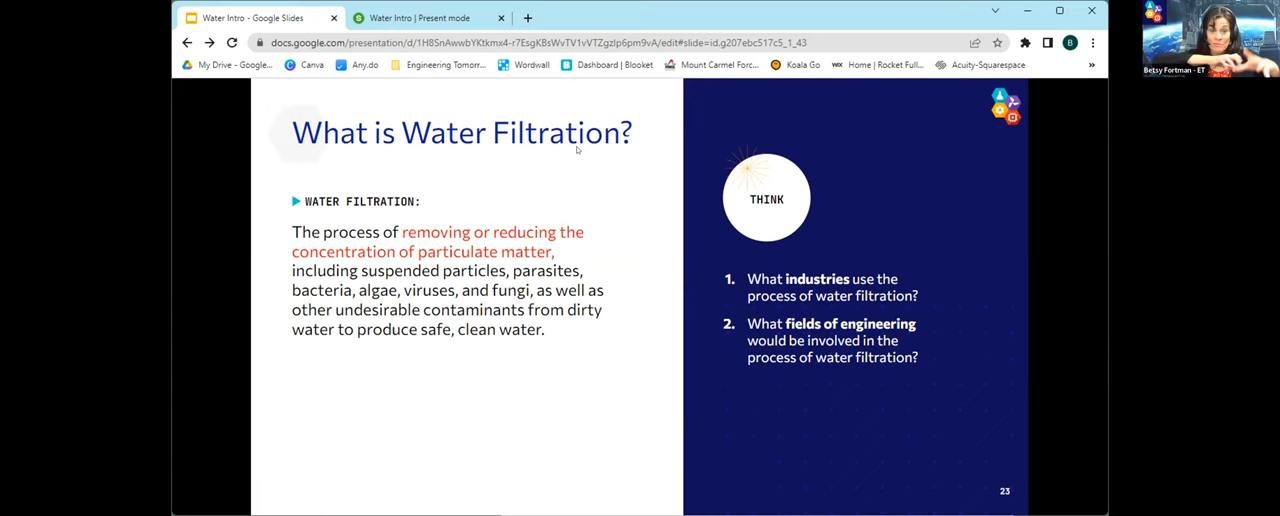 Water Intro - Google Slides
Water Intro | Present mode
docs.google.com/presentation/d/1H8SnAwwbYKtkmx4-r7EsgKBsWvTV1vVTZgzlp6pm9vA/edit#slide=id.g207ebc517c5_1_43
B
My Drive - Google...
Canva
Any.do
Engineering Tomorr...
Wordwall
Dashboard | Blooket
Mount Carmel Forc...
Koala Go
WIX Home | Rocket Full...
Acuity-Squarespace
Betsy Fortman - ET
What is Water Filtration?
WATER FILTRATION:
The process of removing or reducing the
concentration of particulate matter,
including suspended particles, parasites,
bacteria, algae, viruses, and fungi, as well as
other undesirable contaminants from dirty
water to produce safe, clean water.
THINK
1. What industries use the
process of water filtration?
2. What fields of engineering
would be involved in the
process of water filtration?
23